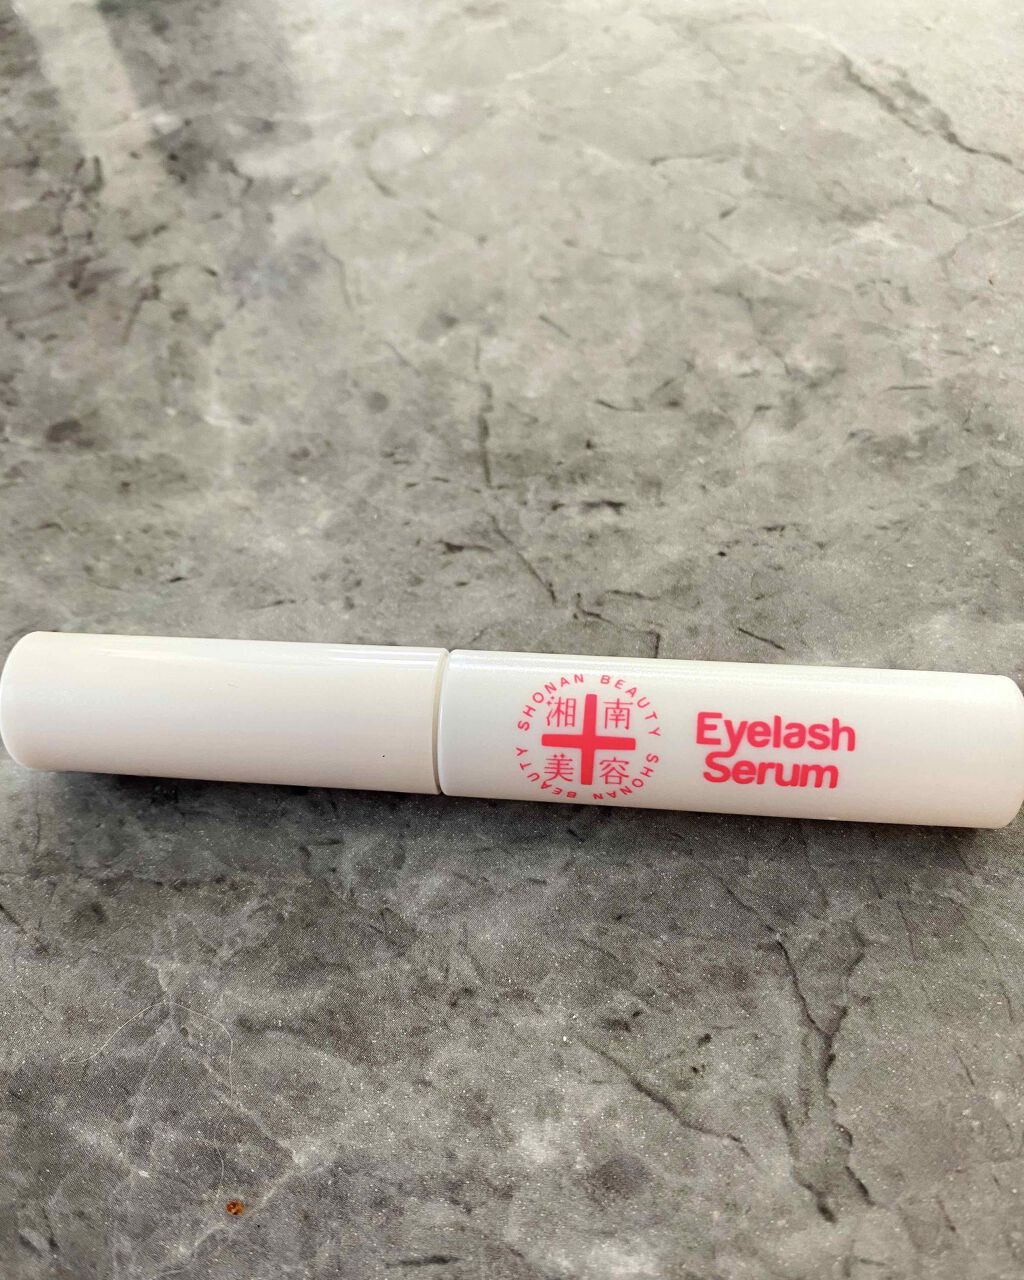 SHONAN BEAUTY SHONAN BEAUTY
湘南
美容
Eyelash
Serum